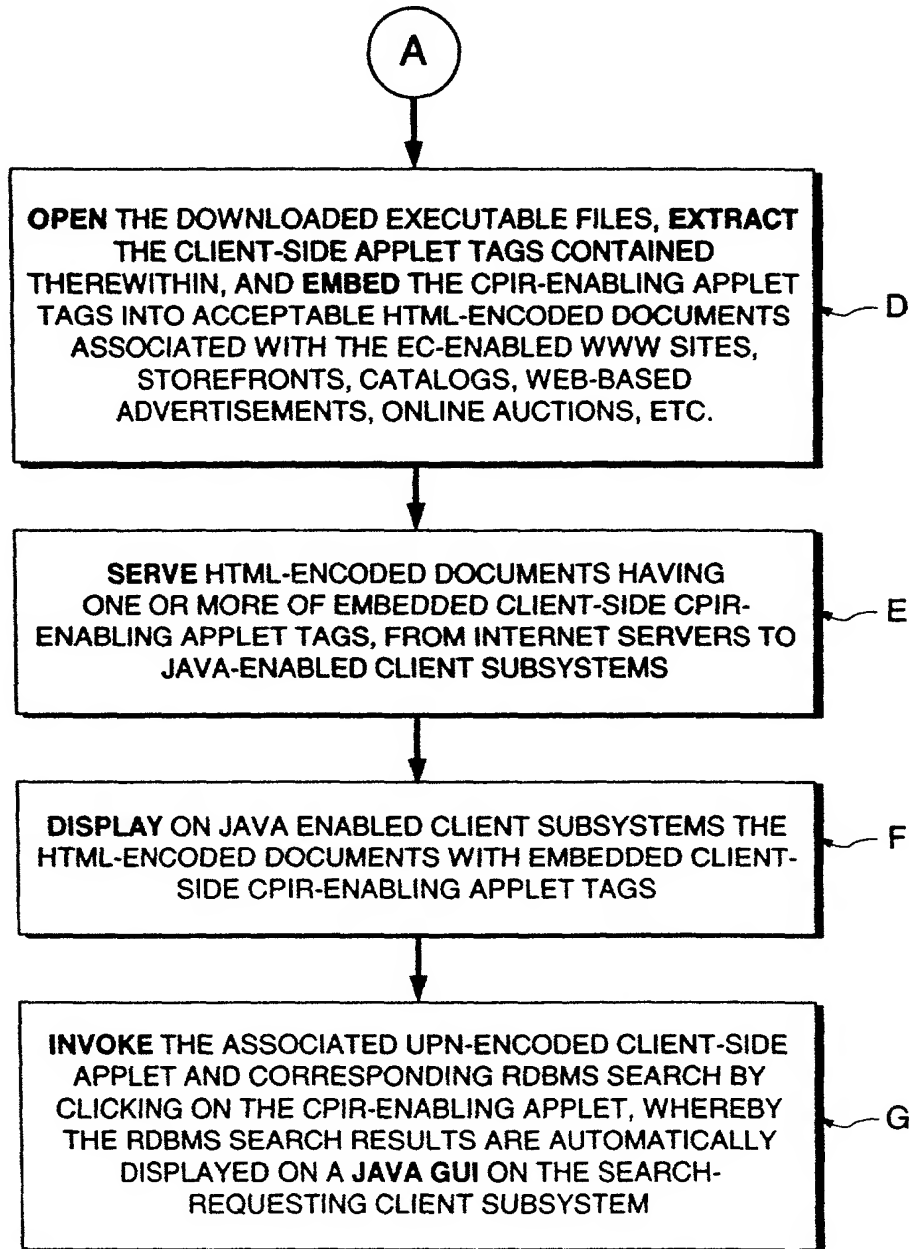 A
OPEN THE DOWNLOADED EXECUTABLE FILES, EXTRACT
THE CLIENT-SIDE APPLET TAGS CONTAINED
THEREWITHIN, AND EMBED THE CPIR-ENABLING APPLET
TAGS INTO ACCEPTABLE HTML-ENCODED DOCUMENTS
ASSOCIATED WITH THE EC-ENABLED WWW SITES,
STOREFRONTS, CATALOGS, WEB-BASED
ADVERTISEMENTS, ONLINE AUCTIONS, ETC.
D
SERVE HTML-ENCODED DOCUMENTS HAVING
ONE OR MORE OF EMBEDDED CLIENT-SIDE CPIR-
ENABLING APPLET TAGS, FROM INTERNET SERVERS TO
JAVA-ENABLED CLIENT SUBSYSTEMS
E
DISPLAY ON JAVA ENABLED CLIENT SUBSYSTEMS THE
HTML-ENCODED DOCUMENTS WITH EMBEDDED CLIENT-
SIDE CPIR-ENABLING APPLET TAGS
F
INVOKE THE ASSOCIATED UPN-ENCODED CLIENT-SIDE
APPLET AND CORRESPONDING RDBMS SEARCH BY
CLICKING ON THE CPIR-ENABLING APPLET, WHEREBY
THE RDBMS SEARCH RESULTS ARE AUTOMATICALLY
DISPLAYED ON A JAVA GUI ON THE SEARCH-
REQUESTING CLIENT SUBSYSTEM
G